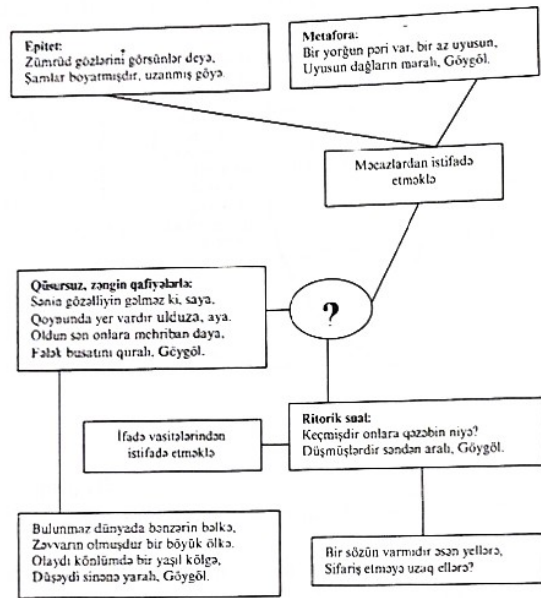 Epitet:
Zümrüd gözlərini görsünlər deyə,
Şamlar boyatmışdır, uzanmış göyə.
Metafora:
Bir yorğun pəri var, bir az uyusun,
Uyusun dağların maralı, Göygöl.
Məcazlardan istifadə
etməklə
Qüsursuz, zəngin qafiyələrlə:
Sənin gözəlliyin gəlməz ki, saya,
Qoynunda yer vardır ulduza, aya.
Oldun sən onlara mehriban daya,
Fələk busatını quralı, Göygöl.
?
İfadə vasitələrindən
istifadə etməklə
Ritorik sual:
Keçmişdir onlara qəzəbin niyə?
Düşmüşlərdir səndən aralı, Göygöl.
Bulunmaz dünyada bənzərin bəlkə,
Zəvvarın olmuşdur bir böyük ölkə.
Olaydı könlümdə bir yaşıl kölgə,
Düşəydi sinənə yaralı, Göygöl.
Bir sözün varmıdır əsən yellərə,
Sifariş etməyə uzaq ellərə?